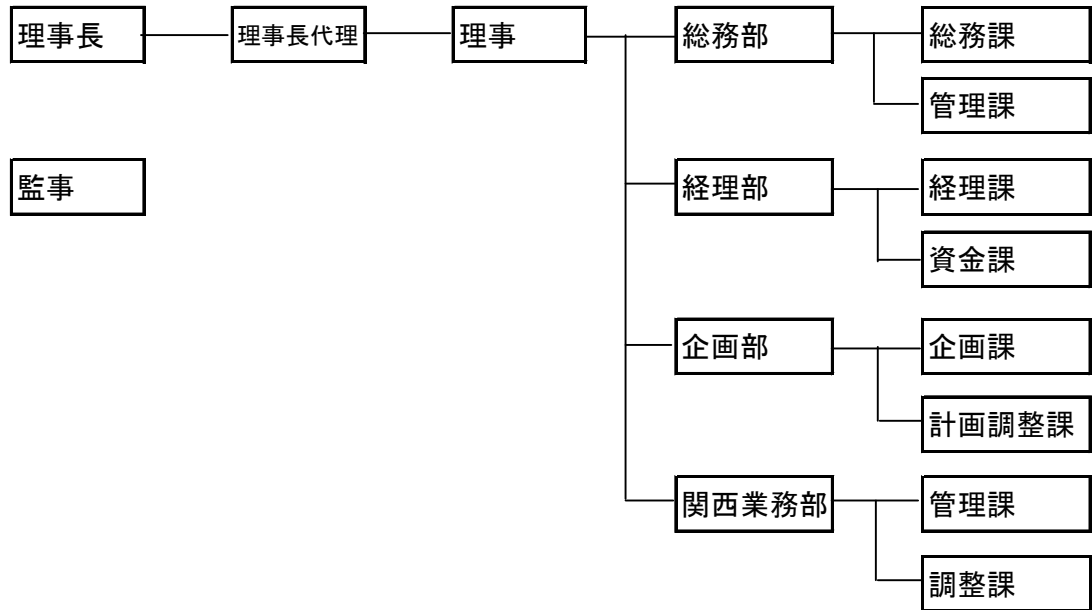 理事長
理事長代理
理事
総務部
総務課
管理課
監事
経理部
経理課
資金課
企画部
企画課
計画調整課
関西業務部
管理課
調整課